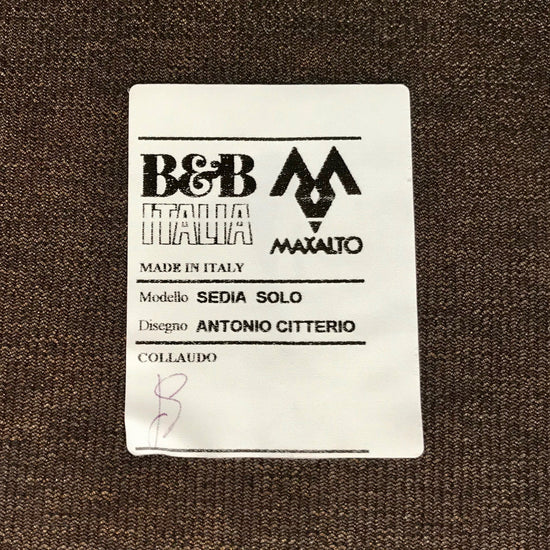 B&B
ITALIA
MAXALTO
MADE IN ITALY
Modello SEDIA SOLO
Disegno ANTONIO CITTERIO
COLLAUDO